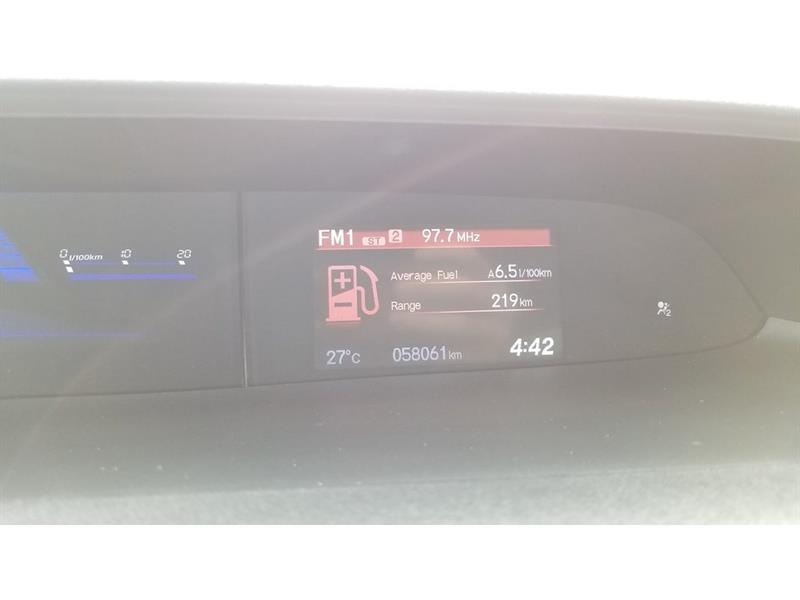 0 l/100km 10 20
FM1 ST 2 97.7 MHz
Average Fuel A 6.5 l/100km
Range 219 km
27°C 058061 km 4:42
2